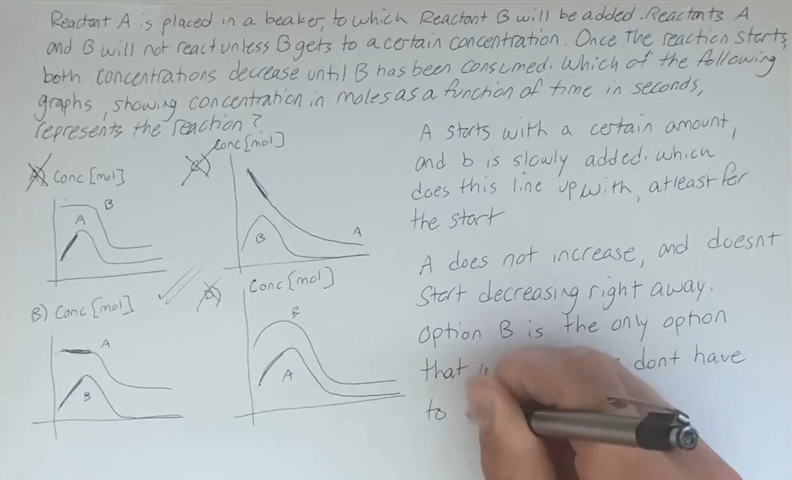 Reactant A is placed in a beaker, to which Reactant B will be added. Reactants A
and B will not react unless B gets to a certain concentration. Once the reaction starts,
both concentrations decrease until B has been consumed. Which of the following
graphs, showing concentration in moles as a function of time in seconds,
represents the reaction?
A) Conc [mol]
A
B
Conc [mol]
B
A
B) Conc [mol]
A
B
Conc [mol]
B
A
A starts with a certain amount,
and b is slowly added. which
does this line up with, atleast for
the start
A does not increase, and doesnt
start decreasing right away.
Option B is the only option
that dont have
to